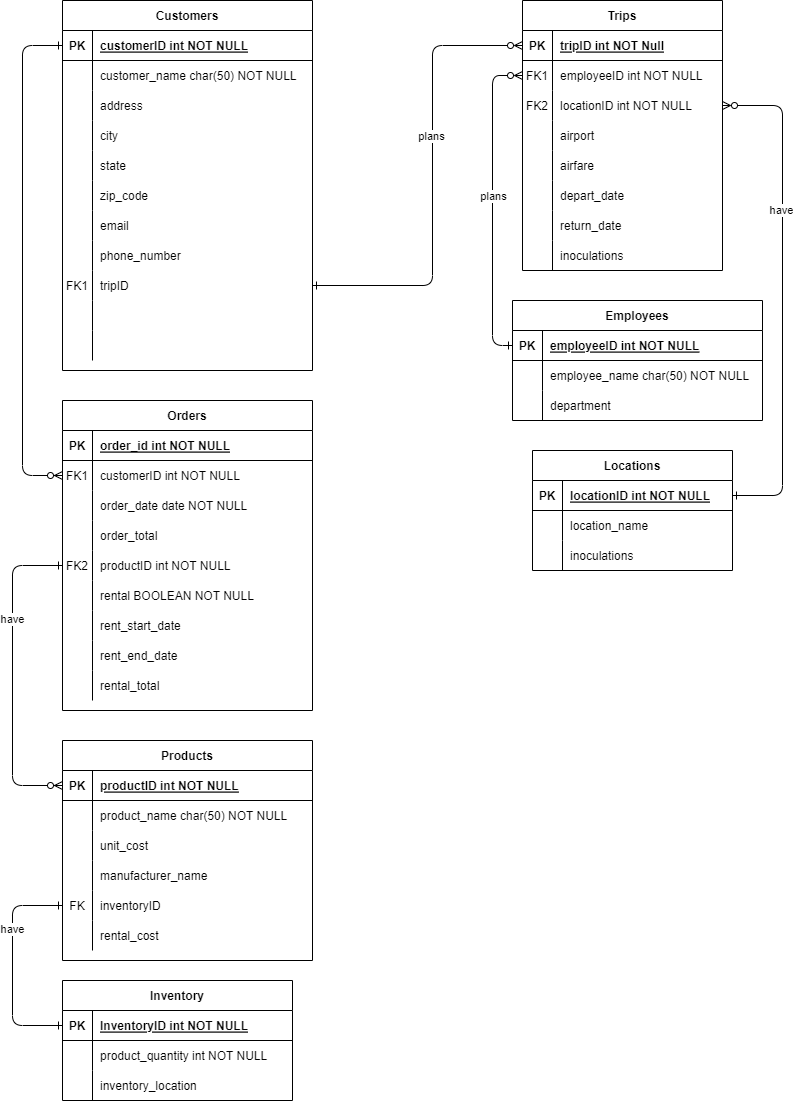 Customers
PK customerID int NOT NULL
customer_name char(50) NOT NULL
address
city
state
zip_code
email
phone_number
FK1 tripID
Trips
PK tripID int NOT Null
FK1 employeeID int NOT NULL
FK2 locationID int NOT NULL
airport
airfare
depart_date
return_date
inoculations
plans
plans
have
Employees
PK employeeID int NOT NULL
employee_name char(50) NOT NULL
department
Orders
PK order_id int NOT NULL
FK1 customerID int NOT NULL
order_date date NOT NULL
order_total
FK2 productID int NOT NULL
rental BOOLEAN NOT NULL
rent_start_date
rent_end_date
rental_total
have
Locations
PK locationID int NOT NULL
location_name
inoculations
Products
PK productID int NOT NULL
product_name char(50) NOT NULL
unit_cost
manufacturer_name
FK inventoryID
rental_cost
have
Inventory
PK InventoryID int NOT NULL
product_quantity int NOT NULL
inventory_location